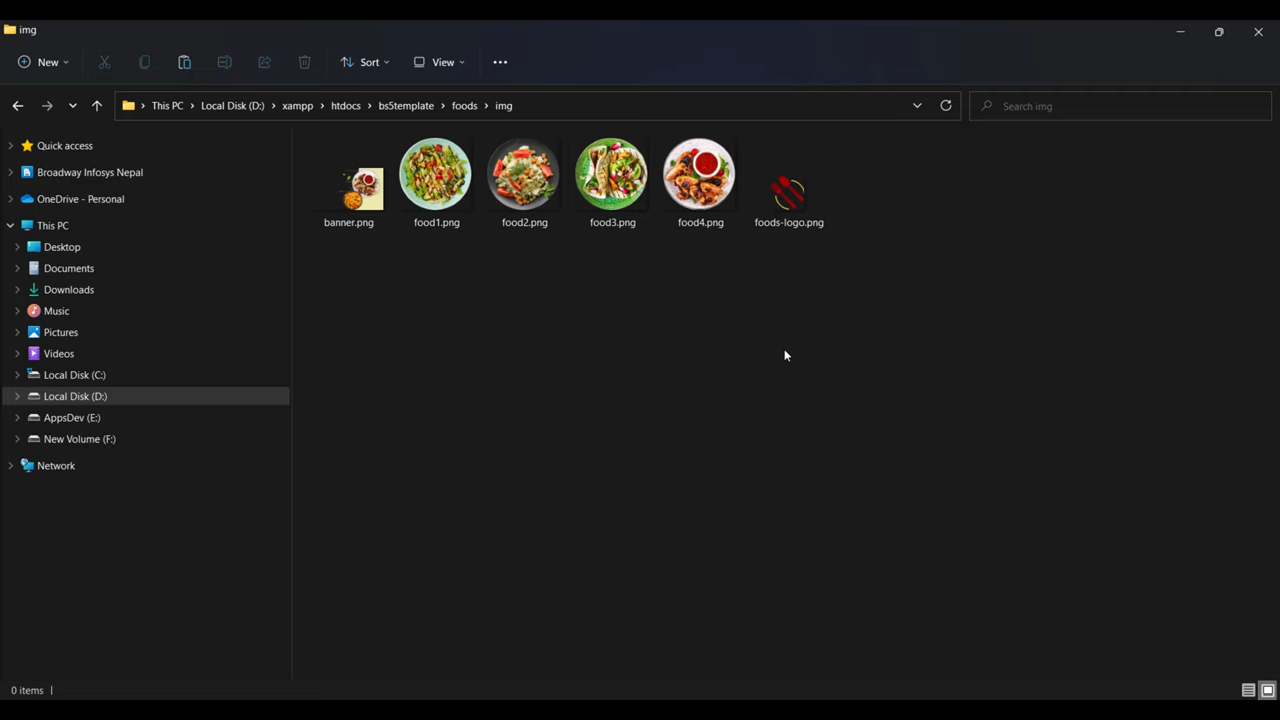 img
New
Sort
View
This PC > Local Disk (D:) > xampp > htdocs > bs5template > foods > img
Search img
Quick access
Broadway Infosys Nepal
OneDrive - Personal
This PC
Desktop
Documents
Downloads
Music
Pictures
Videos
Local Disk (C:)
Local Disk (D:)
AppsDev (E:)
New Volume (F:)
Network
banner.png
food1.png
food2.png
food3.png
food4.png
foods-logo.png
0 items